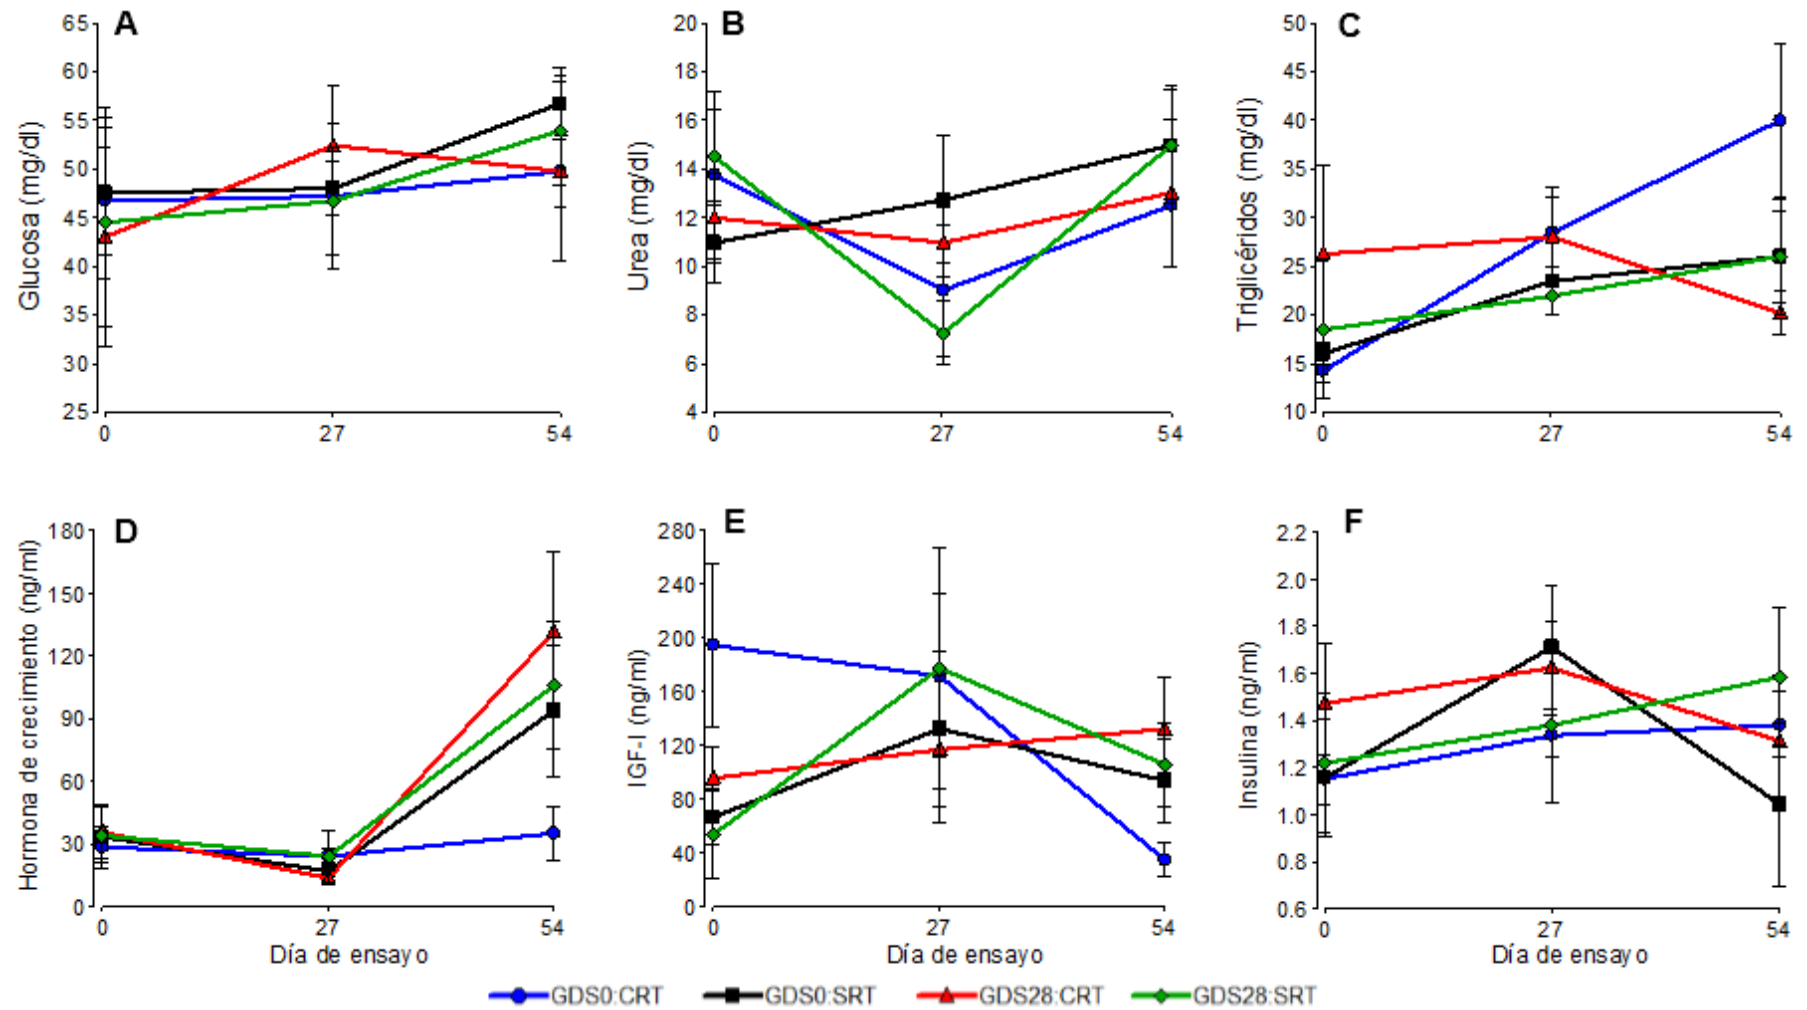 A
Glucosa (mg/dl)
65
60
55
50
45
40
35
30
25
0 27 54
B
Urea (mg/dl)
20
18
16
14
12
10
8
6
4
0 27 54
C
Triglicéridos (mg/dl)
50
45
40
35
30
25
20
15
10
0 27 54
D
Hormona de crecimiento (ng/ml)
180
150
120
90
60
30
0
0 27 54
Día de ensayo
E
IGF-I (ng/ml)
280
240
200
160
120
80
40
0
0 27 54
Día de ensayo
F
Insulina (ng/ml)
2.2
2.0
1.8
1.6
1.4
1.2
1.0
0.8
0.6
0 27 54
Día de ensayo
GDS0:CRT GDS0:SRT GDS28:CRT GDS28:SRT